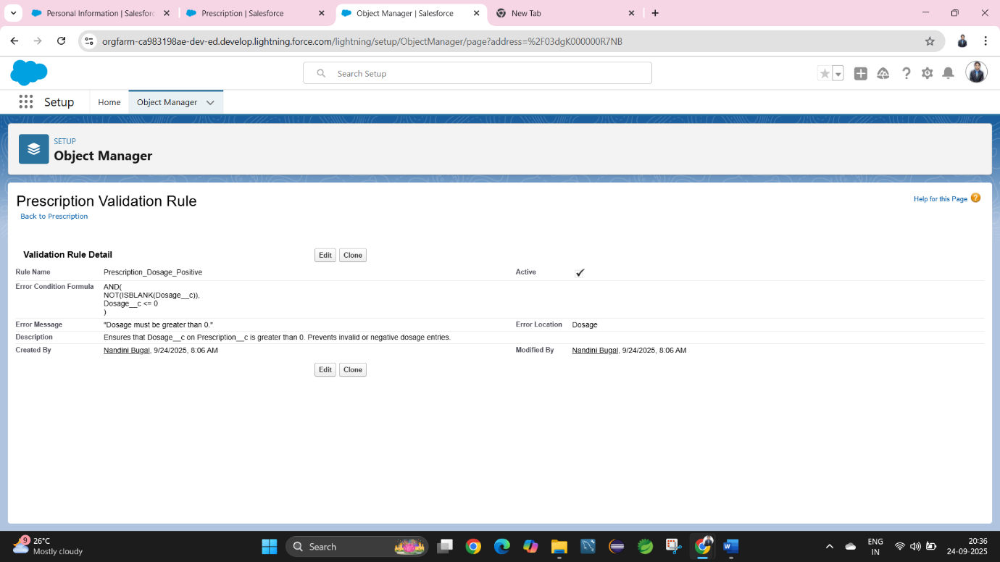 Personal Information | Salesforc
Prescription | Salesforce
Object Manager | Salesforce
New Tab
orgfarm-ca983198ae-dev-ed.develop.lightning.force.com/lightning/setup/ObjectManager/page?address=%2F03dgK000000R7NB
Search Setup
Setup
Home
Object Manager
SETUP
Object Manager
Prescription Validation Rule
Help for this Page ?
Back to Prescription
Validation Rule Detail
Edit
Clone
Rule Name
Prescription_Dosage_Positive
Active
Error Condition Formula
AND(
NOT(ISBLANK(Dosage__c)),
Dosage__c <= 0
)
Error Message
"Dosage must be greater than 0."
Error Location
Dosage
Description
Ensures that Dosage__c on Prescription__c is greater than 0. Prevents invalid or negative dosage entries.
Created By
Nandini Bugal, 9/24/2025, 8:06 AM
Modified By
Nandini Bugal, 9/24/2025, 8:06 AM
Edit
Clone
9
26°C
Mostly cloudy
Search
ENG
IN
20:36
24-09-2025